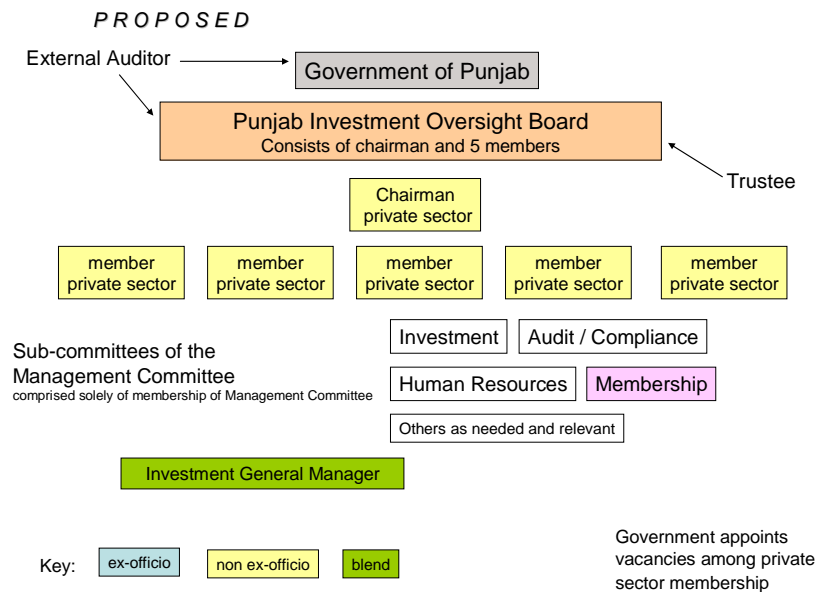 PROPOSED
External Auditor
Government of Punjab
Punjab Investment Oversight Board
Consists of chairman and 5 members
Trustee
Chairman
private sector
member
private sector
member
private sector
member
private sector
member
private sector
member
private sector
Sub-committees of the
Management Committee
comprised solely of membership of Management Committee
Investment
Audit / Compliance
Human Resources
Membership
Others as needed and relevant
Investment General Manager
Key:
ex-officio
non ex-officio
blend
Government appoints
vacancies among private
sector membership